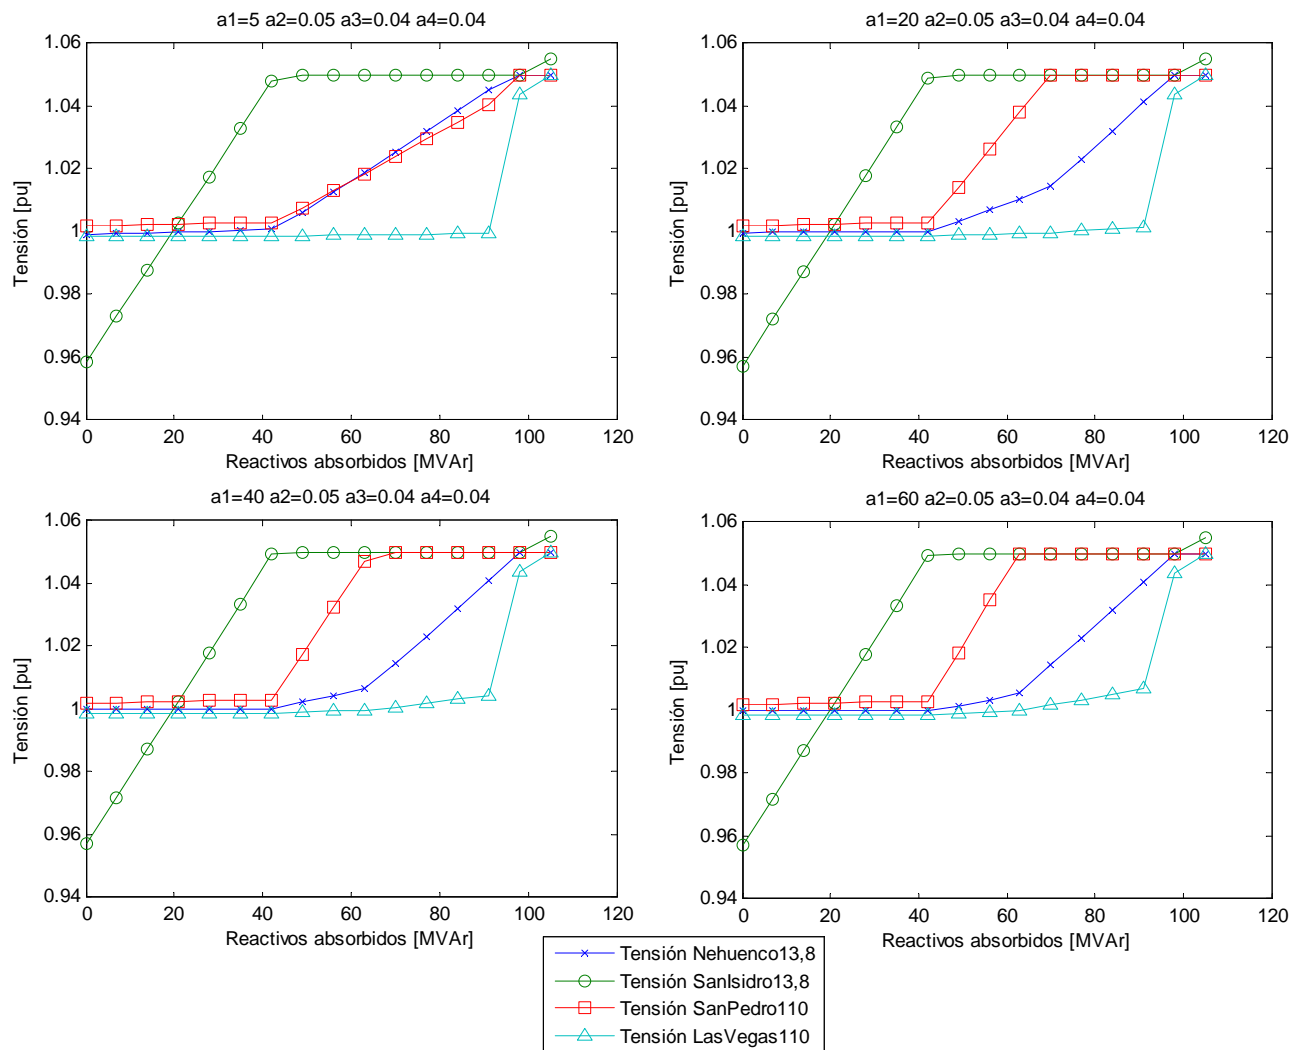 a1=5 a2=0.05 a3=0.04 a4=0.04
1.06
1.04
1.02
1
0.98
0.96
0.94
Tensión [pu]
0 20 40 60 80 100 120
Reactivos absorbidos [MVAr]
a1=20 a2=0.05 a3=0.04 a4=0.04
1.06
1.04
1.02
1
0.98
0.96
0.94
Tensión [pu]
0 20 40 60 80 100 120
Reactivos absorbidos [MVAr]
a1=40 a2=0.05 a3=0.04 a4=0.04
1.06
1.04
1.02
1
0.98
0.96
0.94
Tensión [pu]
0 20 40 60 80 100 120
Reactivos absorbidos [MVAr]
a1=60 a2=0.05 a3=0.04 a4=0.04
1.06
1.04
1.02
1
0.98
0.96
0.94
Tensión [pu]
0 20 40 60 80 100 120
Reactivos absorbidos [MVAr]
Tensión Nehuenco13,8
Tensión SanIsidro13,8
Tensión SanPedro110
Tensión LasVegas110